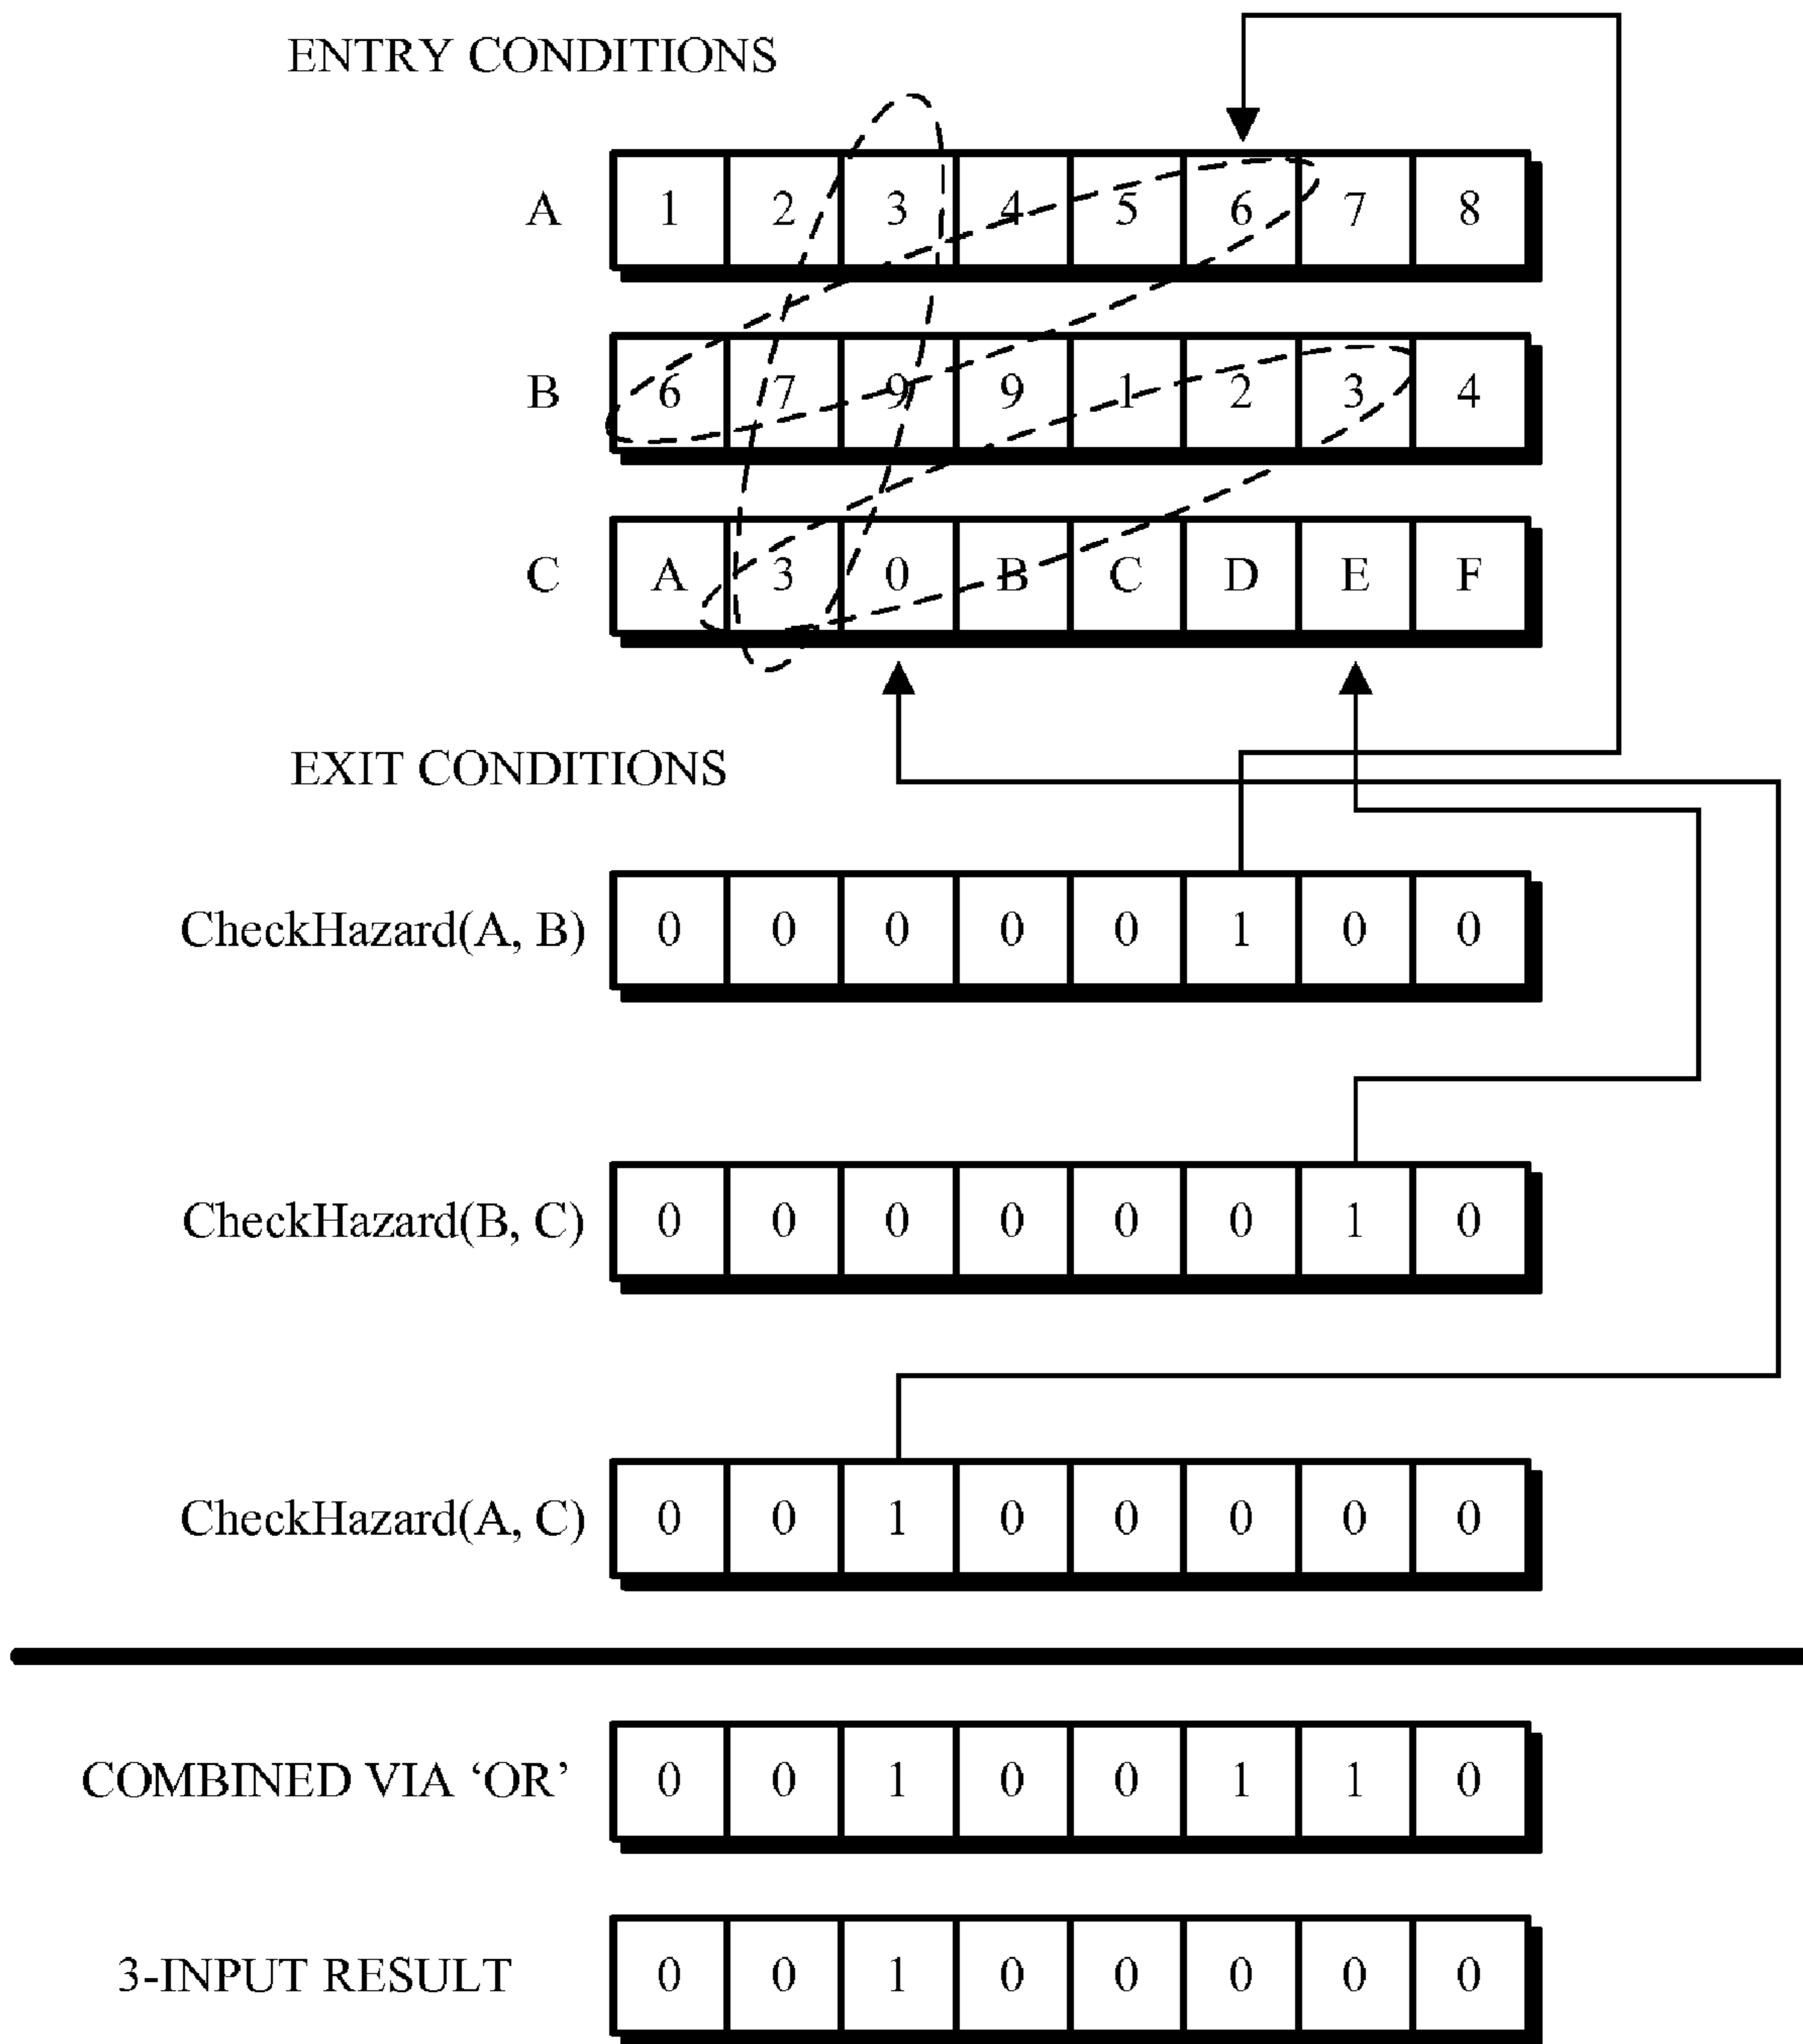 ENTRY CONDITIONS
A 1 2 3 4 5 6 7 8
B 6 7 9 9 1 2 3 4
C A 3 0 B C D E F
EXIT CONDITIONS
CheckHazard(A, B) 0 0 0 0 0 1 0 0
CheckHazard(B, C) 0 0 0 0 0 0 1 0
CheckHazard(A, C) 0 0 1 0 0 0 0 0
COMBINED VIA ‘OR’ 0 0 1 0 0 1 1 0
3-INPUT RESULT 0 0 1 0 0 0 0 0